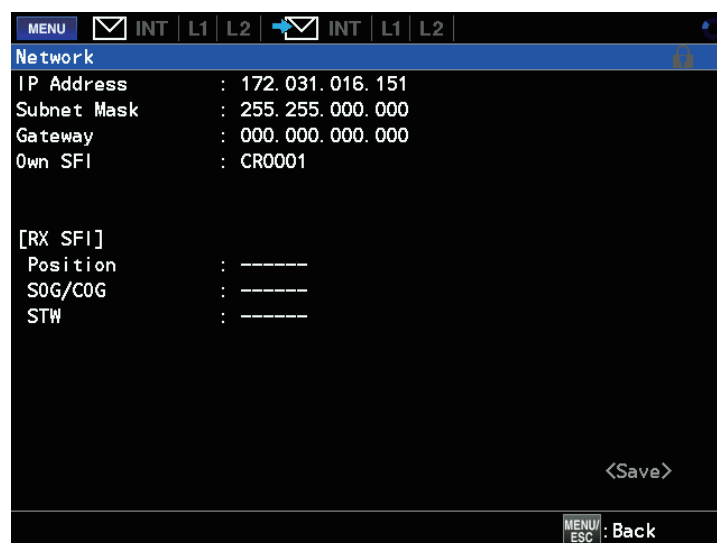 MENU INT L1 L2 INT L1 L2
Network
IP Address : 172. 031. 016. 151
Subnet Mask : 255. 255. 000. 000
Gateway : 000. 000. 000. 000
Own SFI : CR0001
[RX SFI]
Position : ------
SOG/COG : ------
STW : ------
<Save>
MENU/ESC : Back